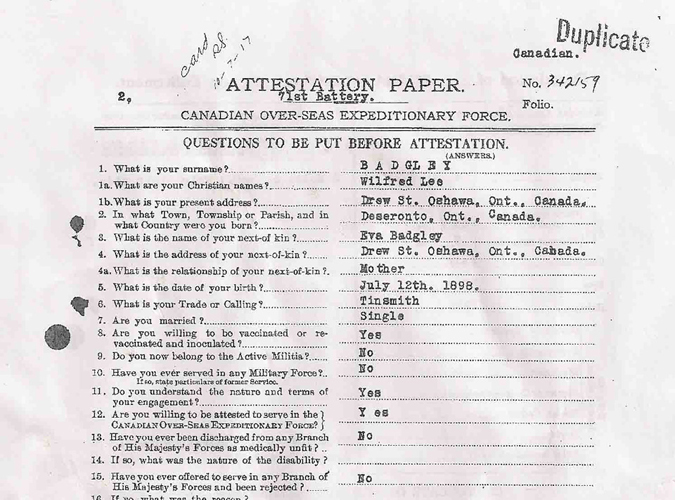 Duplicate
Canadian.
card
ATTESTATION PAPER. No. 342159
2, 71st Battery. Folio.
CANADIAN OVER-SEAS EXPEDITIONARY FORCE.
QUESTIONS TO BE PUT BEFORE ATTESTATION.
(ANSWERS.)
1. What is your surname?.......... B A D G L E Y
1a. What are your Christian names?.......... Wilfred Lee
1b. What is your present address?.......... Drew St. Oshawa, Ont., Canada.
2. In what Town, Township or Parish, and in
what Country were you born?.......... Deseronto, Ont., Canada.
3. What is the name of your next-of kin?.......... Eva Badgley
4. What is the address of your next-of-kin?.......... Drew St. Oshawa, Ont., Cabada.
4a. What is the relationship of your next-of-kin?. Mother
5. What is the date of your birth?.......... July 12th. 1898.
6. What is your Trade or Calling?.......... Tinsmith
7. Are you married?.......... Single
8. Are you willing to be vaccinated or re-
vaccinated and inoculated?.......... Yes
9. Do you now belong to the Active Militia?.. No
10. Have you ever served in any Military Force?.. No
If so, state particulars of former Service.
11. Do you understand the nature and terms of
your engagement?.......... Yes
12. Are you willing to be attested to serve in the }
CANADIAN OVER-SEAS EXPEDITIONARY FORCE? } Y es
13. Have you ever been discharged from any Branch
of His Majesty's Forces as medically unfit?.. No
14. If so, what was the nature of the disability?
15. Have you ever offered to serve in any Branch of
His Majesty's Forces and been rejected?.... No
16. If so, what was the reason?